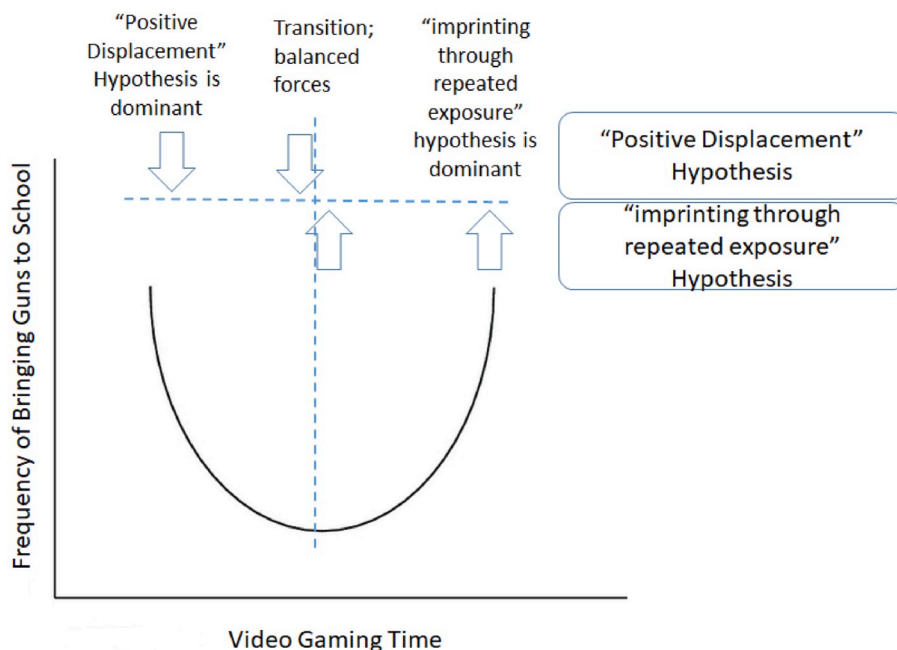 “Positive
Displacement”
Hypothesis is
dominant
Transition;
balanced
forces
“imprinting
through
repeated
exposure”
hypothesis is
dominant
“Positive Displacement”
Hypothesis
“imprinting through
repeated exposure”
Hypothesis
Frequency of Bringing Guns to School
Video Gaming Time